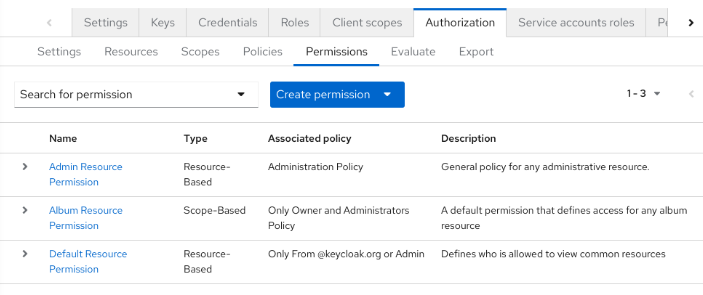 Settings Keys Credentials Roles Client scopes Authorization Service accounts roles
Settings Resources Scopes Policies Permissions Evaluate Export
Search for permission Create permission 1 - 3
Name Type Associated policy Description
Admin Resource Resource- Administration Policy General policy for any administrative resource.
Permission Based
Album Resource Scope-Based Only Owner and Administrators A default permission that defines access for any album
Permission Policy resource
Default Resource Resource- Only From @keycloak.org or Admin Defines who is allowed to view common resources
Permission Based